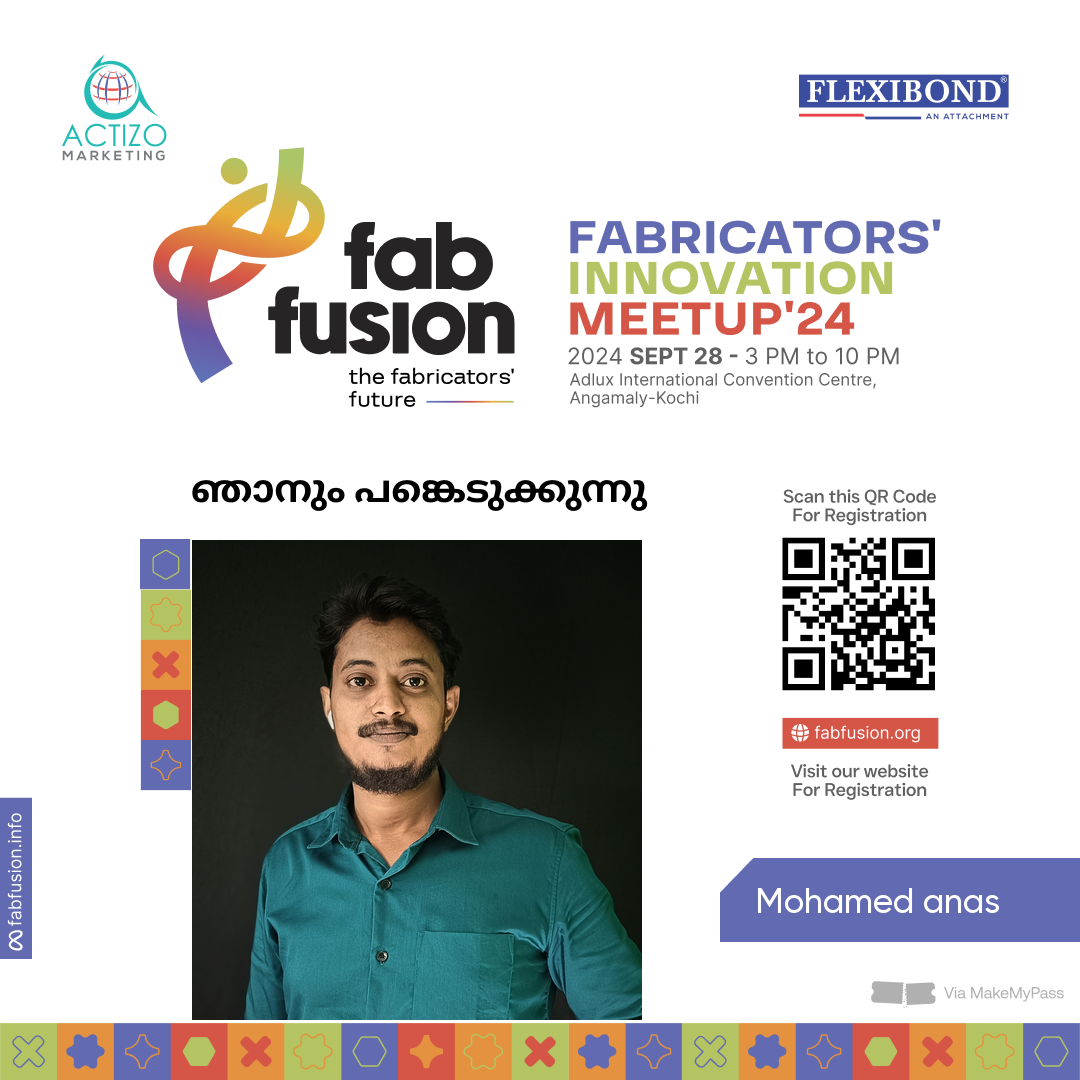 ACTIZO
MARKETING
FLEXIBOND®
AN ATTACHMENT
fab
fusion
the fabricators'
future
FABRICATORS'
INNOVATION
MEETUP'24
2024 SEPT 28 - 3 PM to 10 PM
Adlux International Convention Centre,
Angamaly-Kochi
ഞാനും പങ്കെടുക്കുന്നു
Scan this QR Code
For Registration
fabfusion.org
Visit our website
For Registration
fabfusion.info
Mohamed anas
Via MakeMyPass